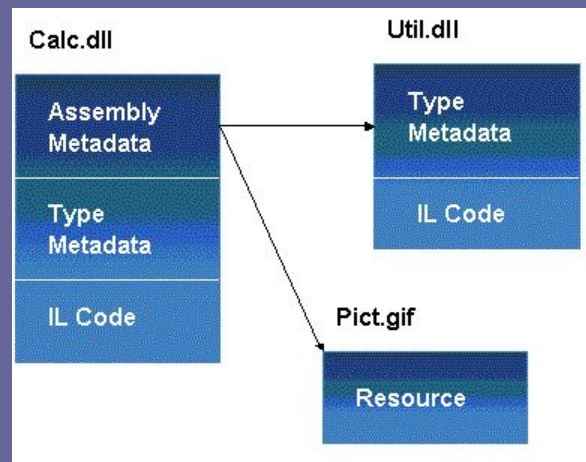 Calc.dll
Assembly
Metadata
Type
Metadata
IL Code
Util.dll
Type
Metadata
IL Code
Pict.gif
Resource